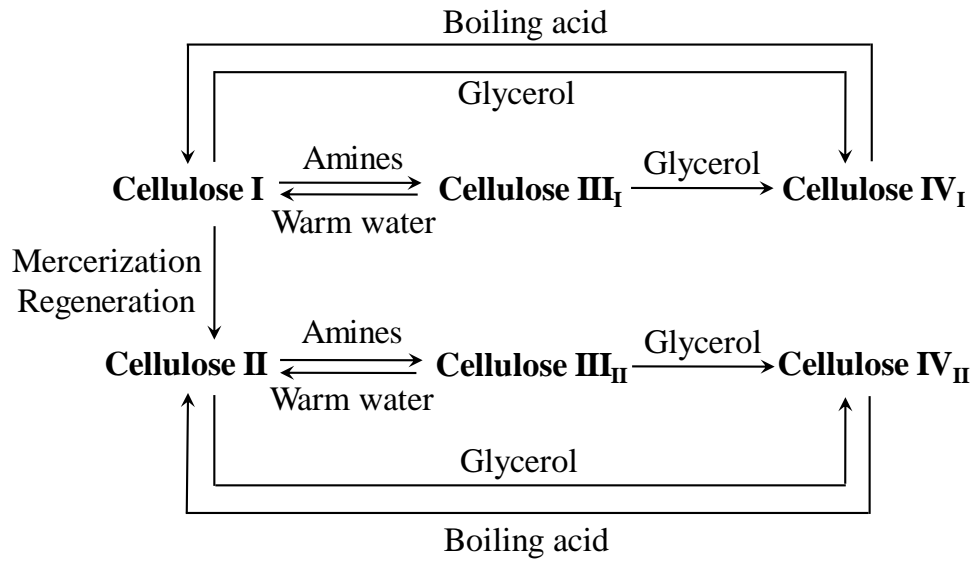 Boiling acid
Glycerol
Amines
Glycerol
Cellulose I
Cellulose III_I
Cellulose IV_I
Warm water
Mercerization
Regeneration
Amines
Glycerol
Cellulose II
Cellulose III_II
Cellulose IV_II
Warm water
Glycerol
Boiling acid